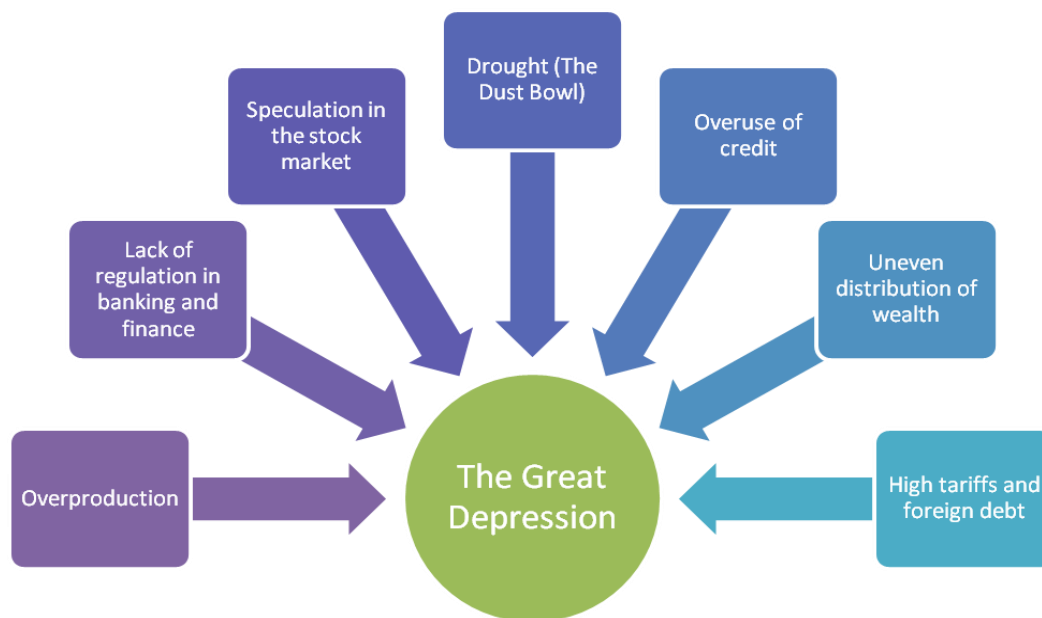 Drought (The
Dust Bowl)
Speculation in
the stock
market
Overuse of
credit
Lack of
regulation in
banking and
finance
Uneven
distribution of
wealth
Overproduction
The Great
Depression
High tariffs and
foreign debt